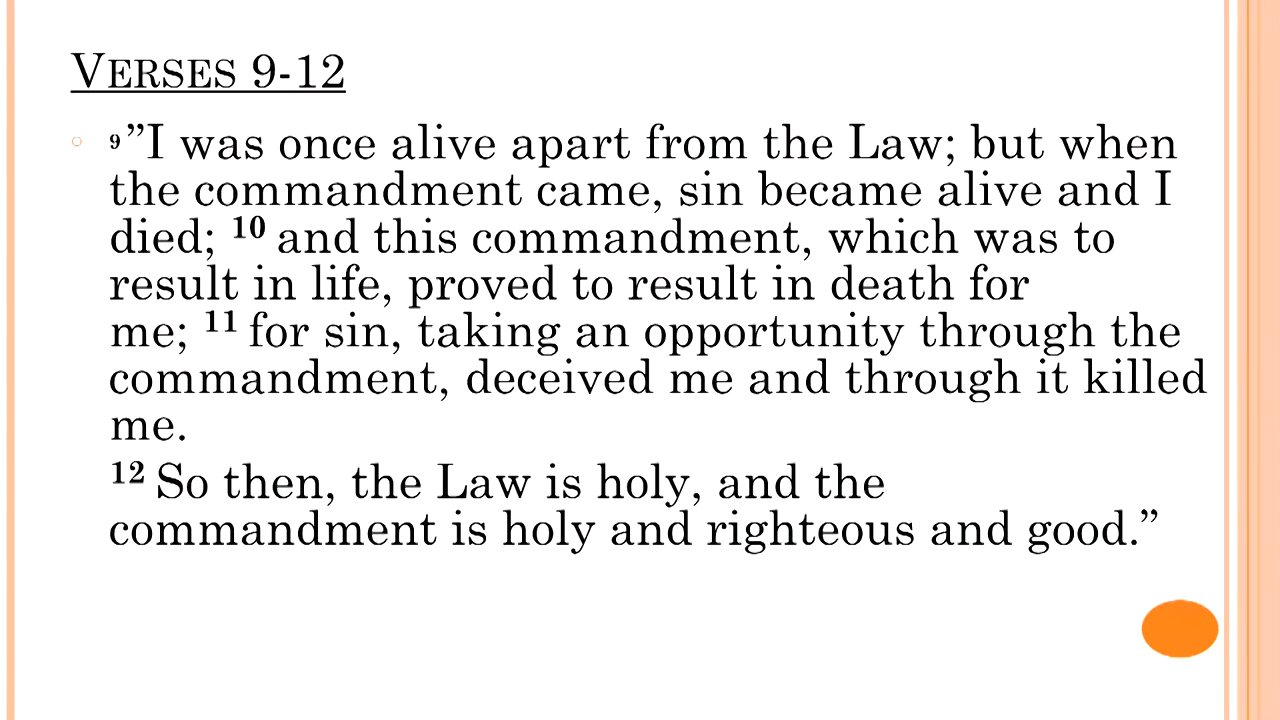 VERSES 9-12
9 ”I was once alive apart from the Law; but when
the commandment came, sin became alive and I
died; 10 and this commandment, which was to
result in life, proved to result in death for
me; 11 for sin, taking an opportunity through the
commandment, deceived me and through it killed
me.
12 So then, the Law is holy, and the
commandment is holy and righteous and good.”